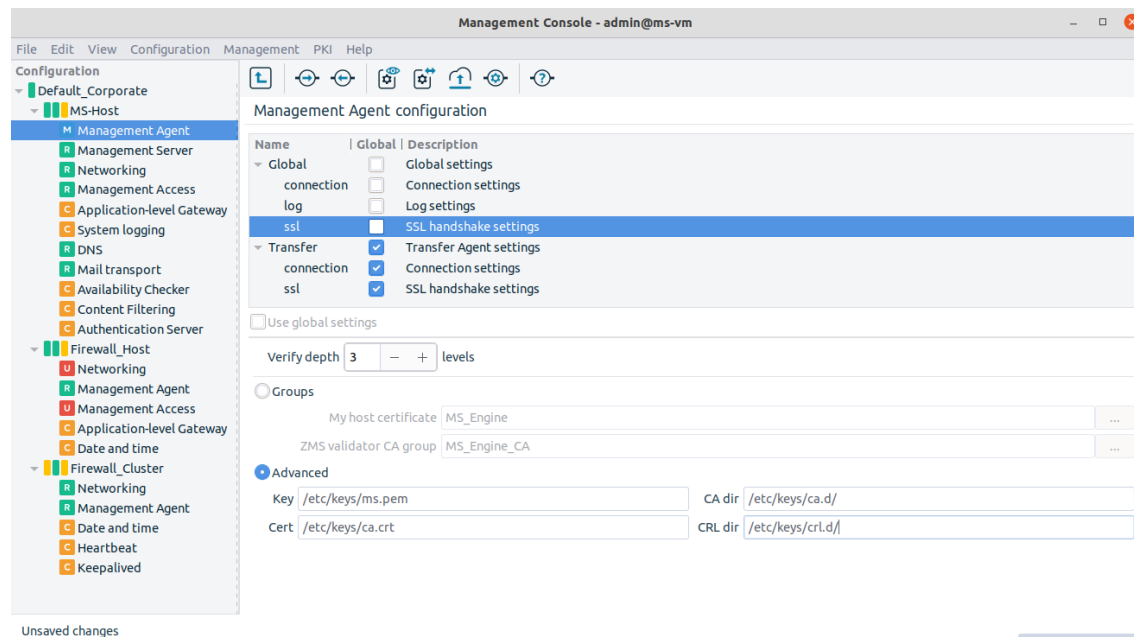 Management Console - admin@ms-vm
File Edit View Configuration Management PKI Help
Configuration
Default_Corporate
MS-Host
M Management Agent
R Management Server
R Networking
R Management Access
C Application-level Gateway
C System logging
R DNS
R Mail transport
C Availability Checker
C Content Filtering
C Authentication Server
Firewall_Host
U Networking
R Management Agent
U Management Access
C Application-level Gateway
C Date and time
Firewall_Cluster
R Networking
R Management Agent
C Date and time
C Heartbeat
C Keepalived
Management Agent configuration
Name Global Description
Global Global settings
connection Connection settings
log Log settings
ssl SSL handshake settings
Transfer Transfer Agent settings
connection Connection settings
ssl SSL handshake settings
Use global settings
Verify depth 3 − + levels
Groups
My host certificate MS_Engine ...
ZMS validator CA group MS_Engine_CA ...
Advanced
Key /etc/keys/ms.pem CA dir /etc/keys/ca.d/
Cert /etc/keys/ca.crt CRL dir /etc/keys/crl.d/
Unsaved changes